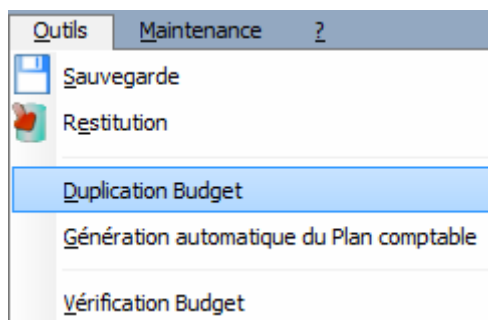 Outils Maintenance ?
Sauvegarde
Restitution
Duplication Budget
Génération automatique du Plan comptable
Vérification Budget